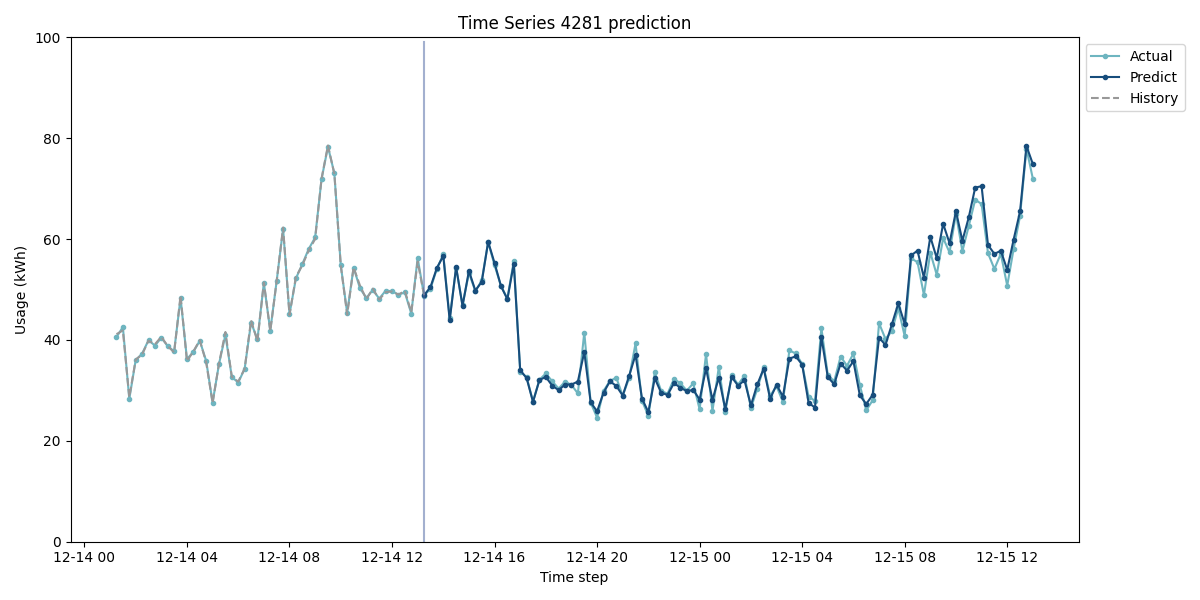 Time Series 4281 prediction
100
80
60
40
20
0
Usage (kWh)
12-14 00
12-14 04
12-14 08
12-14 12
12-14 16
12-14 20
12-15 00
12-15 04
12-15 08
12-15 12
Time step
Actual
Predict
History